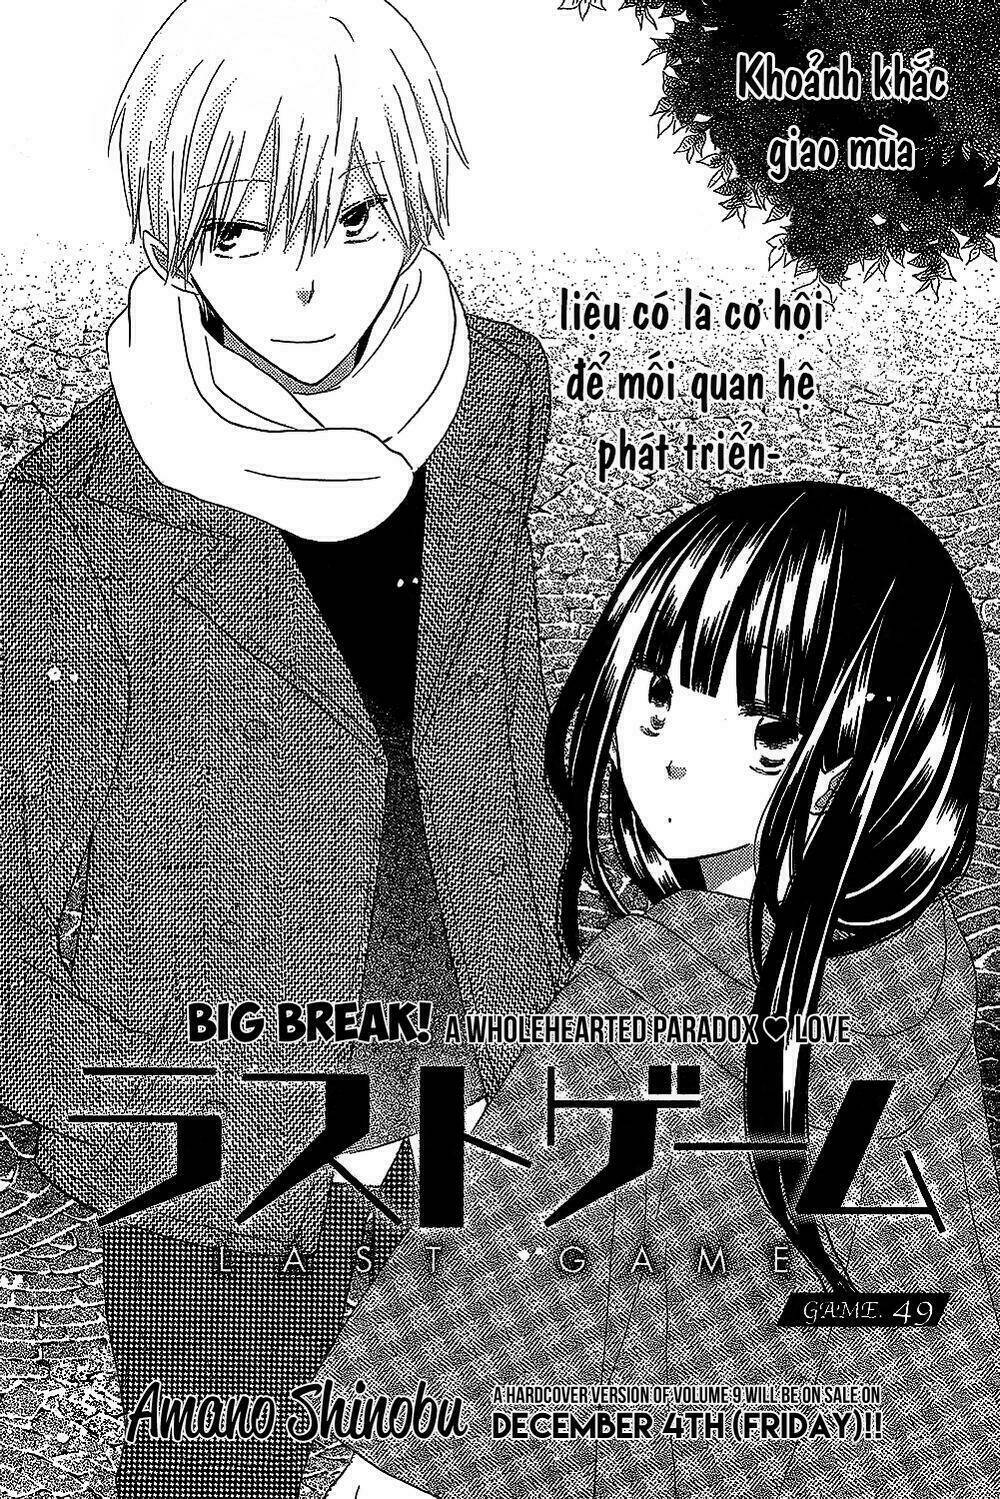 Khoảnh khắc
giao mùa
liệu có là cơ hội
để mối quan hệ
phát triển-
BIG BREAK! A WHOLEHEARTED PARADOX ♥ LOVE
ラストゲーム
LAST GAME
GAME. 49
Amano Shinobu
A HARDCOVER VERSION OF VOLUME 9 WILL BE ON SALE ON
DECEMBER 4TH (FRIDAY)!!